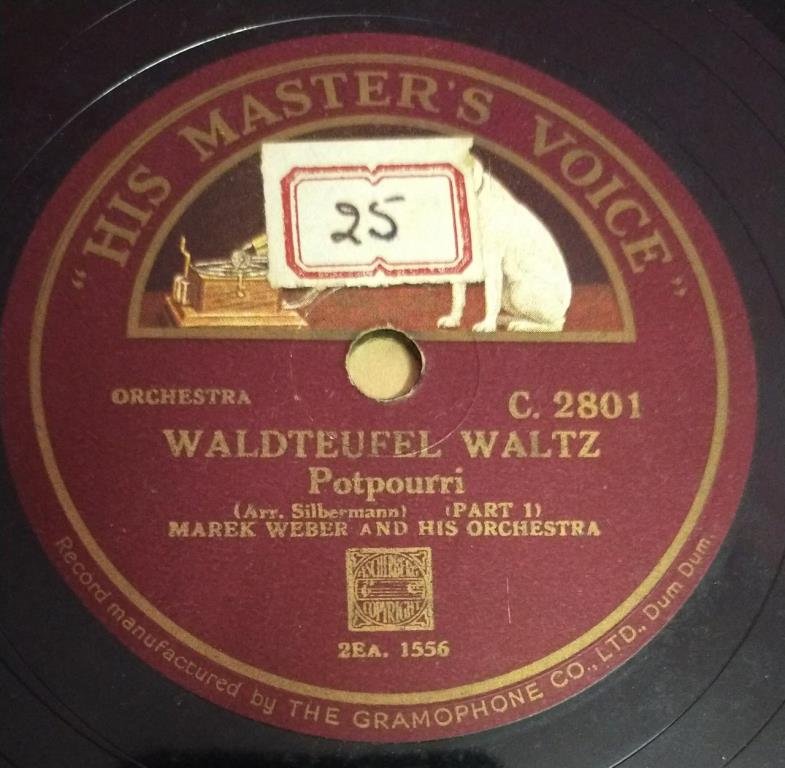 "HIS MASTER'S VOICE"
25
ORCHESTRA
C. 2801
WALDTEUFEL WALTZ
Potpourri
(Arr. Silbermann) (PART 1)
MAREK WEBER AND HIS ORCHESTRA
ASCHERBERG
COPYRIGHT
2EA. 1556
Record manufactured by THE GRAMOPHONE CO., LTD., Dum Dum.